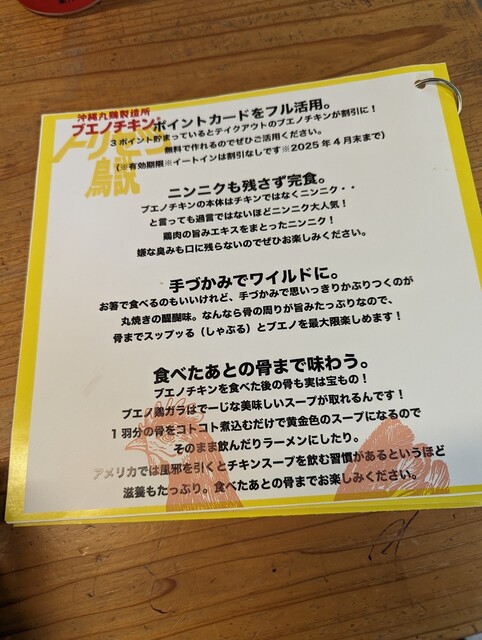 沖縄丸鶏製造所
ブエノチキン
トリセツ
鳥説
ポイントカードをフル活用。
3ポイント貯まっているとテイクアウトのブエノチキンが割引に!
無料で作れるのでぜひご活用ください。
(※有効期限※イートインは割引なしです※2025年4月末まで)
ニンニクも残さず完食。
ブエノチキンの本体はチキンではなくニンニク・・
と言っても過言ではないほどニンニク大人気!
鶏肉の旨みエキスをまとったニンニク!
嫌な臭みも口に残らないのでぜひお楽しみください。
手づかみでワイルドに。
お箸で食べるのもいいけれど、手づかみで思いっきりかぶりつくのが
丸焼きの醍醐味。なんなら骨の周りが旨みたっぷりなので、
骨までスップッる(しゃぶる)とブエノを最大限楽しめます!
食べたあとの骨まで味わう。
ブエノチキンを食べた後の骨も実は宝もの!
ブエノ鶏ガラはでーじな美味しいスープが取れるんです!
1羽分の骨をコトコト煮込むだけで黄金色のスープになるので
そのまま飲んだりラーメンにしたり。
アメリカでは風邪を引くとチキンスープを飲む習慣があるというほど
滋養もたっぷり。食べたあとの骨までお楽しみください。